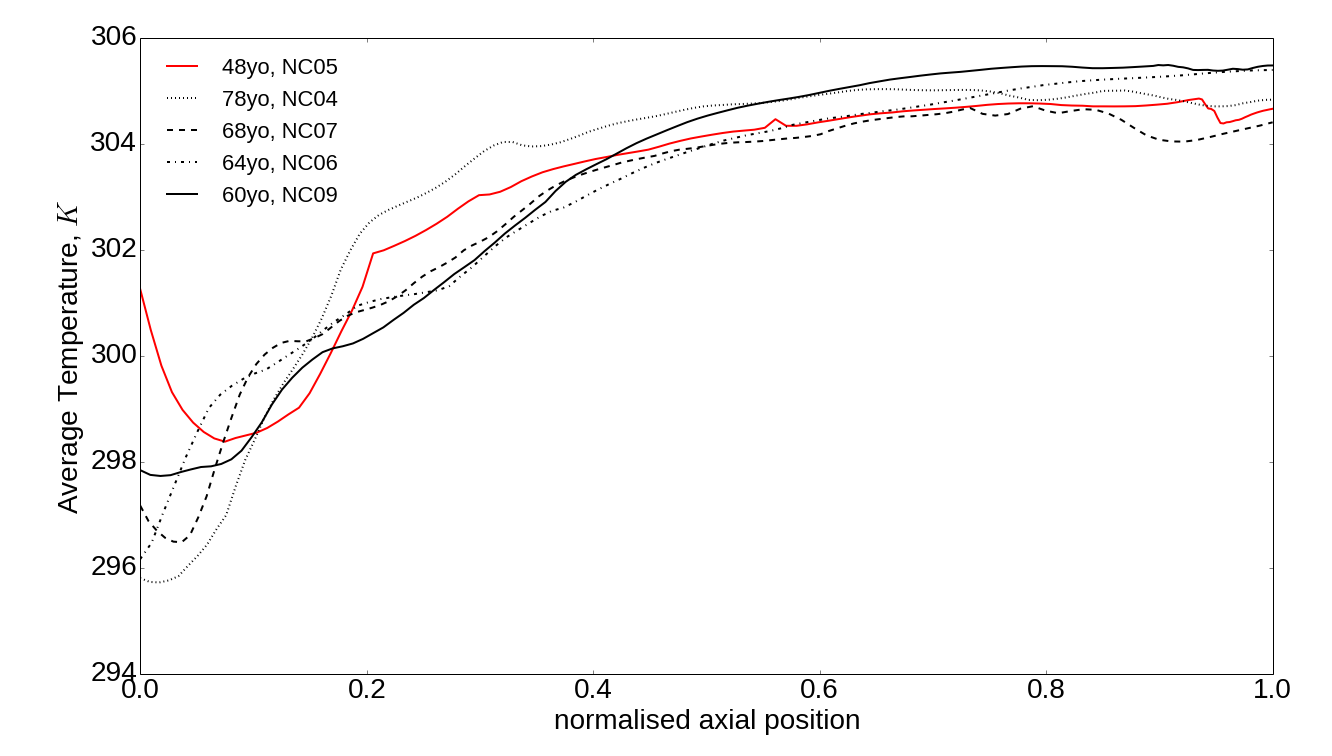 306
304
302
300
298
296
294
Average Temperature, K
48yo, NC05
78yo, NC04
68yo, NC07
64yo, NC06
60yo, NC09
0.0 0.2 0.4 0.6 0.8 1.0
normalised axial position